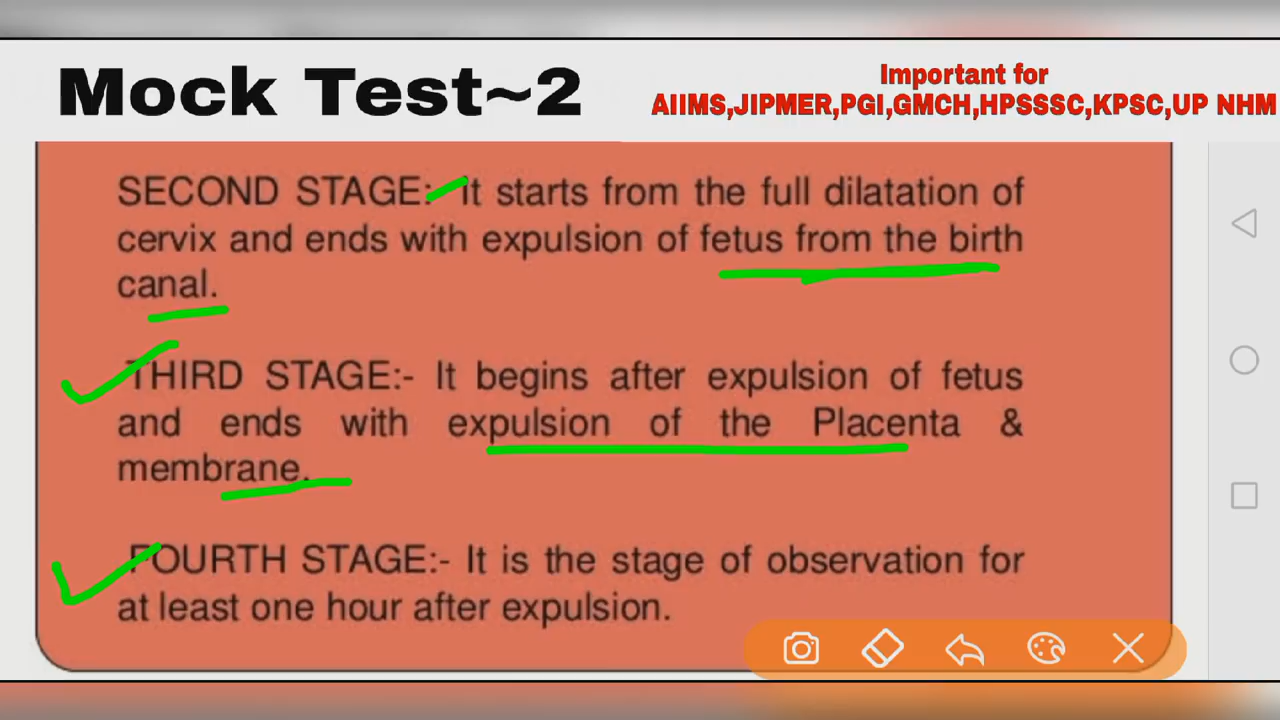 Mock Test~2
Important for
AIIMS,JIPMER,PGI,GMCH,HPSSSC,KPSC,UP NHM
SECOND STAGE:- It starts from the full dilatation of
cervix and ends with expulsion of fetus from the birth
canal.
THIRD STAGE:- It begins after expulsion of fetus
and ends with expulsion of the Placenta &
membrane.
FOURTH STAGE:- It is the stage of observation for
at least one hour after expulsion.